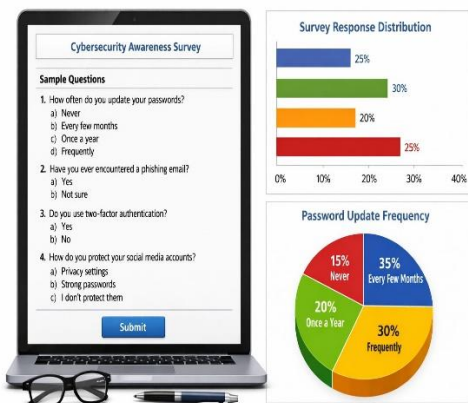 Cybersecurity Awareness Survey
Sample Questions
1. How often do you update your passwords?
a) Never
b) Every few months
c) Once a year
d) Frequently
2. Have you ever encountered a phishing email?
a) Yes
b) Not sure
3. Do you use two-factor authentication?
a) Yes
b) No
4. How do you protect your social media accounts?
a) Privacy settings
b) Strong passwords
c) I don't protect them
Submit
Survey Response Distribution
25%
30%
20%
25%
0% 10% 20% 30% 40%
Password Update Frequency
15%
Never
35%
Every Few Months
20%
Once a Year
30%
Frequently